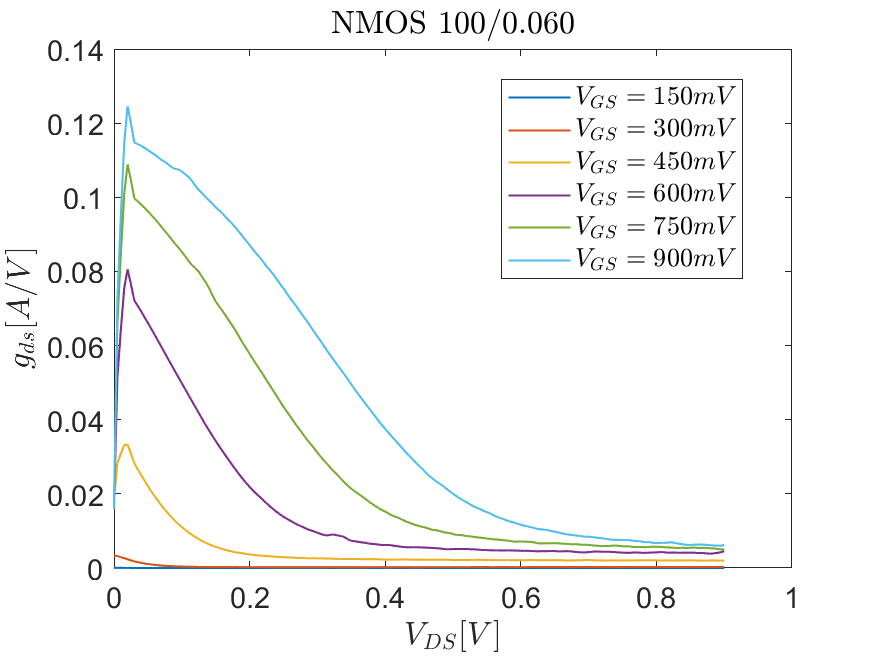 NMOS 100/0.060
0.14
0.12
0.1
0.08
0.06
0.04
0.02
0
g_{ds}[A/V]
V_{GS} = 150mV
V_{GS} = 300mV
V_{GS} = 450mV
V_{GS} = 600mV
V_{GS} = 750mV
V_{GS} = 900mV
0 0.2 0.4 0.6 0.8 1
V_{DS}[V]